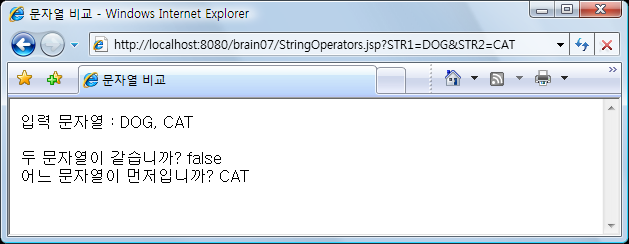 문자열 비교 - Windows Internet Explorer
http://localhost:8080/brain07/StringOperators.jsp?STR1=DOG&STR2=CAT
문자열 비교
입력 문자열 : DOG, CAT
두 문자열이 같습니까? false
어느 문자열이 먼저입니까? CAT